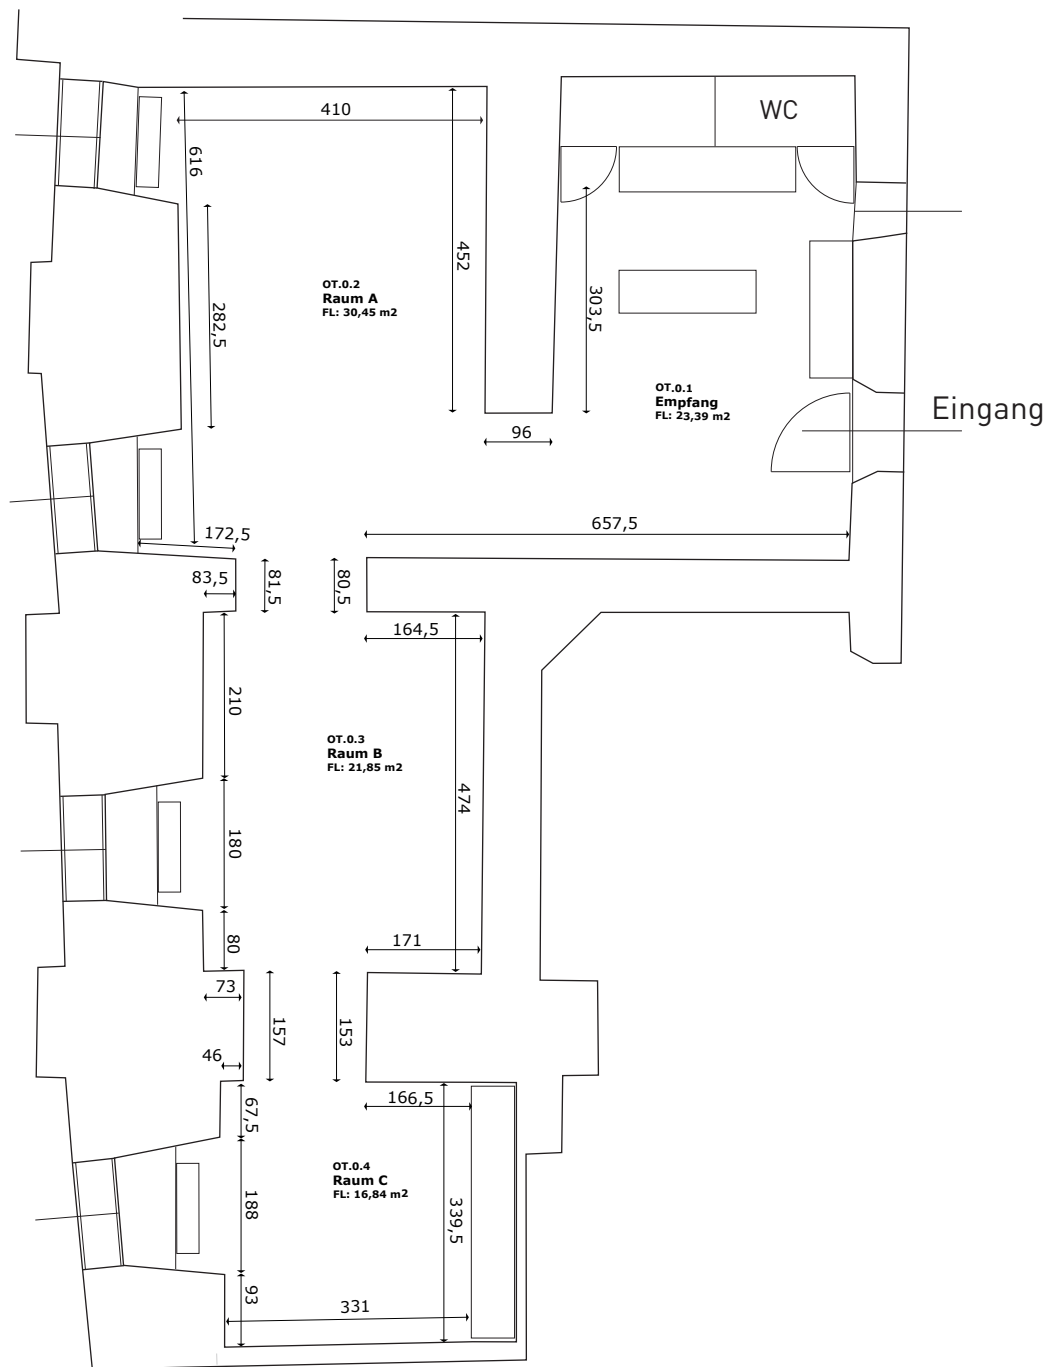 WC
410
616
452
OT.0.2
Raum A
FL: 30,45 m2
282,5
303,5
OT.0.1
Empfang
FL: 23,39 m2
Eingang
96
657,5
172,5
83,5
81,5
80,5
164,5
210
OT.0.3
Raum B
FL: 21,85 m2
474
180
80
171
73
157
153
46
67,5
166,5
OT.0.4
Raum C
FL: 16,84 m2
188
339,5
93
331